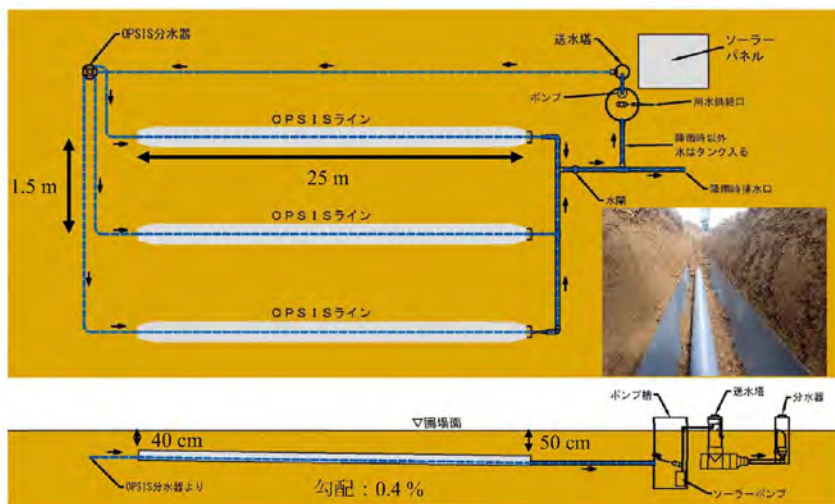 OPSIS分水器
送水塔
ソーラー
パネル
ポンプ
用水供給口
OPSISライン
降雨時以外
水はタンク入る
1.5 m
25 m
降雨時排水口
水閘
OPSISライン
OPSISライン
ポンプ槽
送水塔
分水器
▽圃場面
40 cm
50 cm
OPSIS分水器より
勾配：0.4 %
ソーラーポンプ